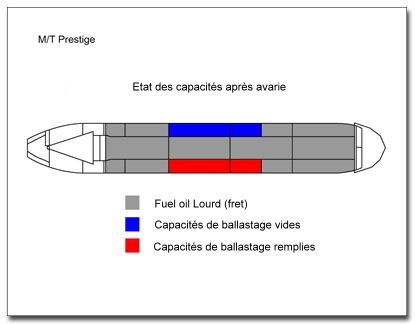 M/T Prestige
Etat des capacités après avarie
Fuel oil Lourd (fret)
Capacités de ballastage vides
Capacités de ballastage remplies